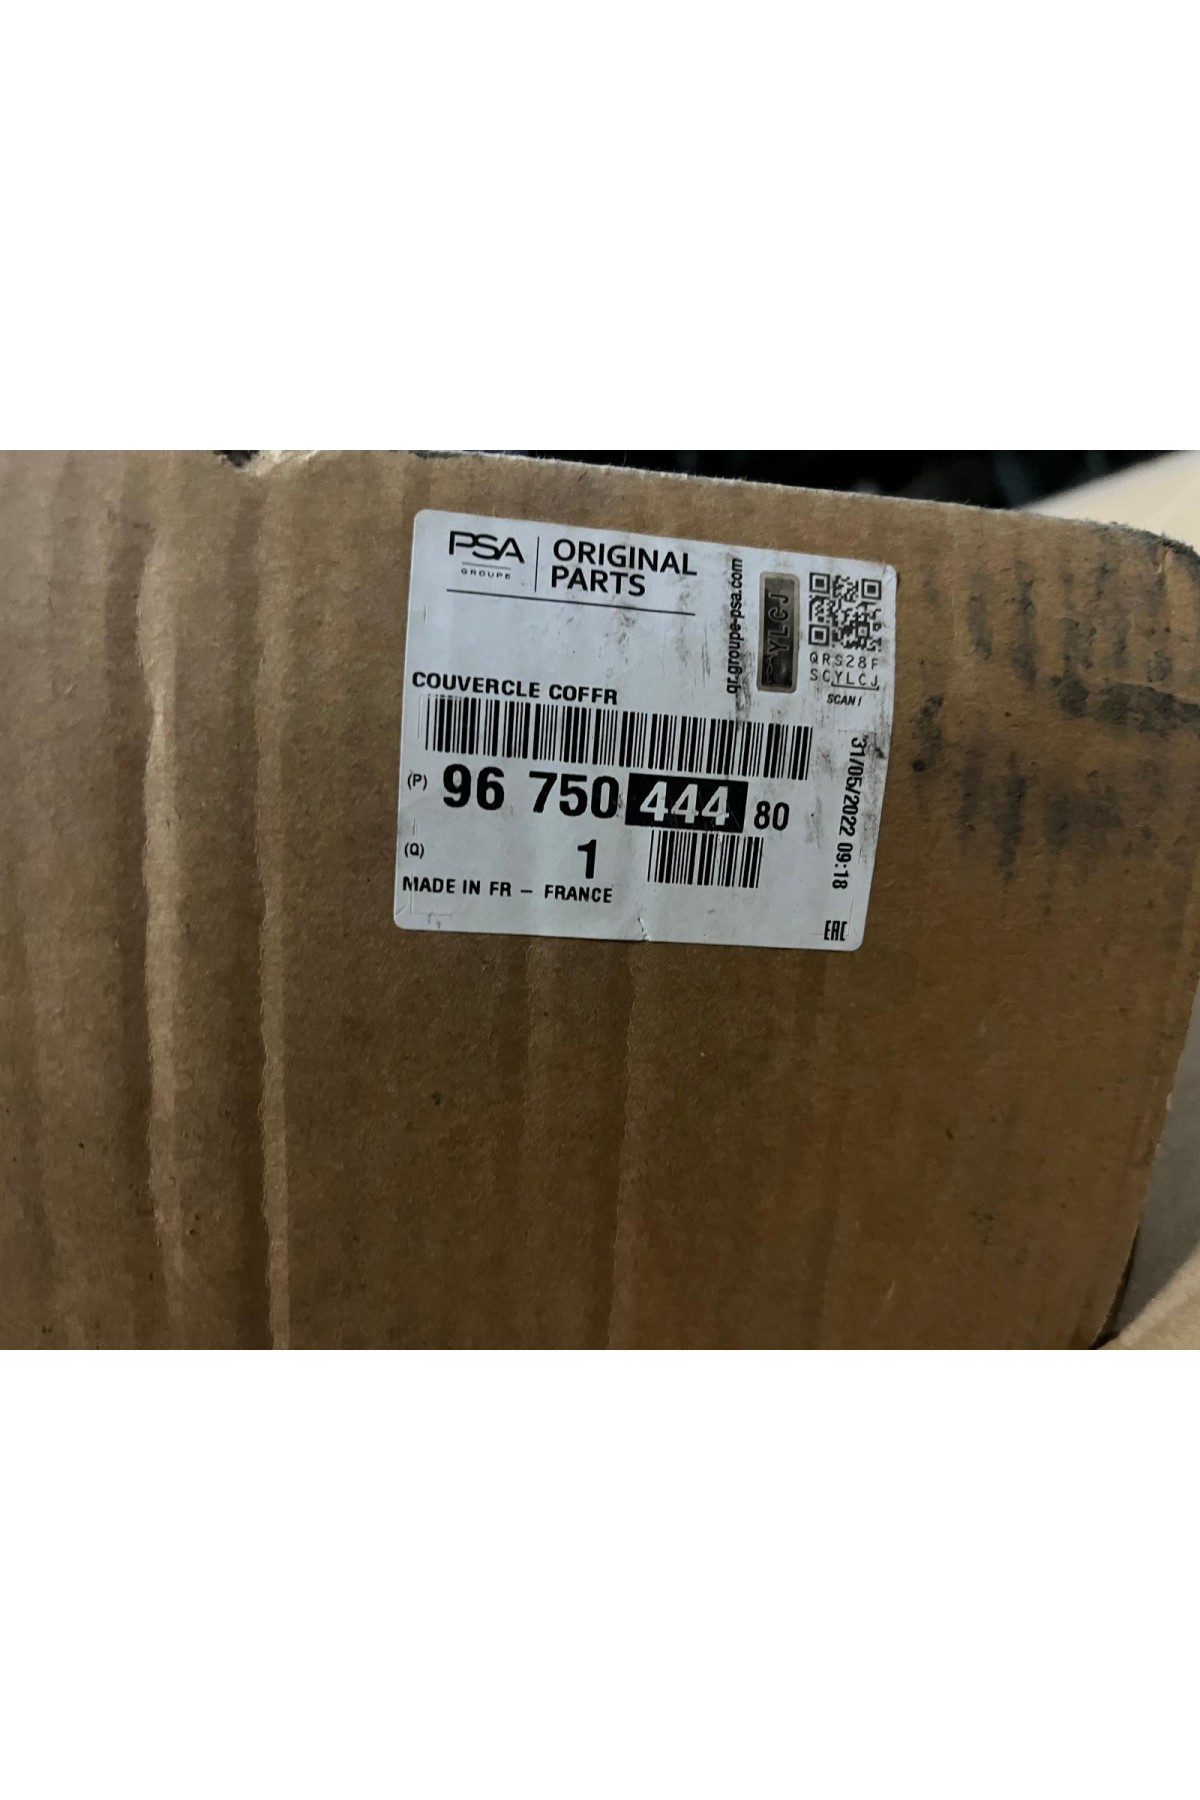 PSA
GROUPE
ORIGINAL
PARTS
qr.groupe-psa.com
YLCJ
QRS28F
SCYLCJ
SCAN !
COUVERCLE COFFR
(P) 96 750 444 80
(Q) 1
MADE IN FR - FRANCE
31/05/2022 09:18
EAC